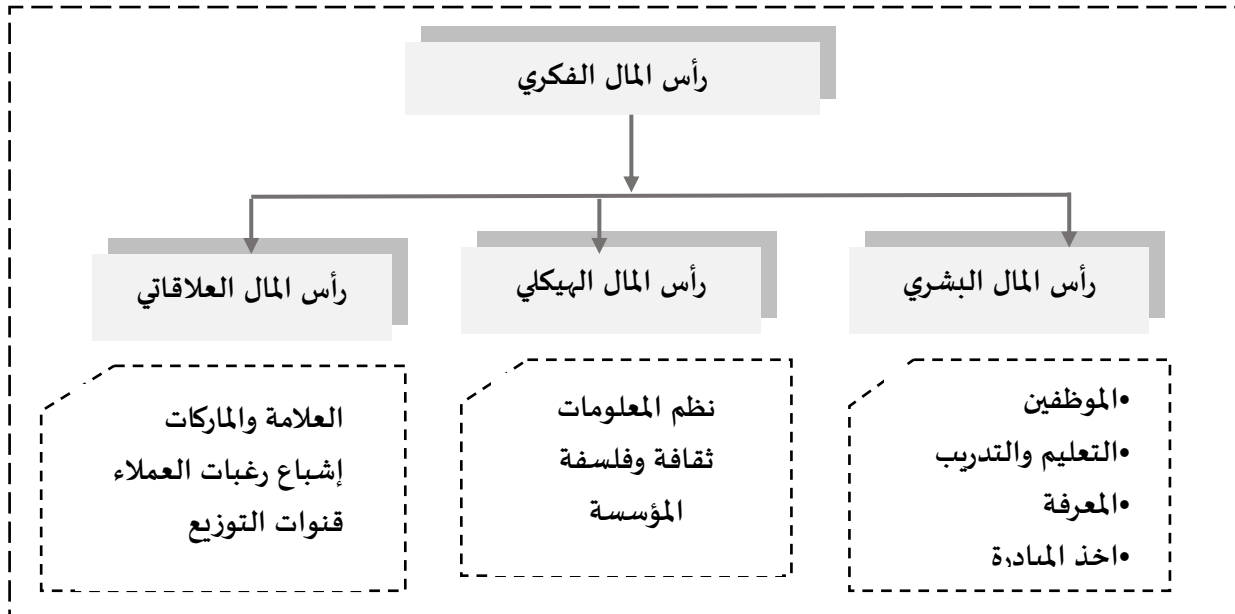 رأس المال الفكري
رأس المال البشري
رأس المال الهيكلي
رأس المال العلاقاتي
•الموظفين
•التعليم والتدريب
•المعرفة
•اخذ المبادرة
نظم المعلومات
ثقافة وفلسفة
المؤسسة
العلامة والماركات
إشباع رغبات العملاء
قنوات التوزيع